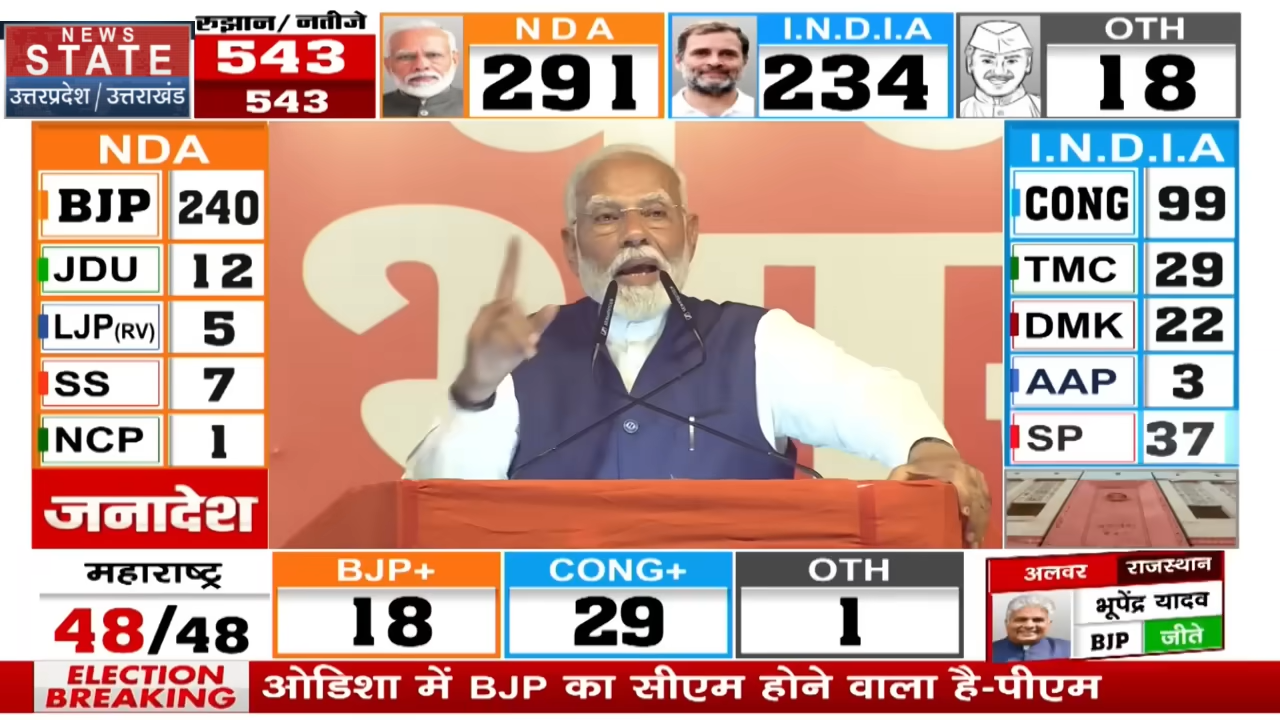 NEWS
STATE
उत्तरप्रदेश/उत्तराखंड
रुझान/नतीजे
543
543
NDA
291
I.N.D.I.A
234
OTH
18
NDA
BJP 240
JDU 12
LJP(RV) 5
SS 7
NCP 1
जनादेश
I.N.D.I.A
CONG 99
TMC 29
DMK 22
AAP 3
SP 37
महाराष्ट्र
48/48
BJP+
18
CONG+
29
OTH
1
अलवर राजस्थान
भूपेंद्र यादव
BJP जीते
ELECTION
BREAKING
ओडिशा में BJP का सीएम होने वाला है-पीएम